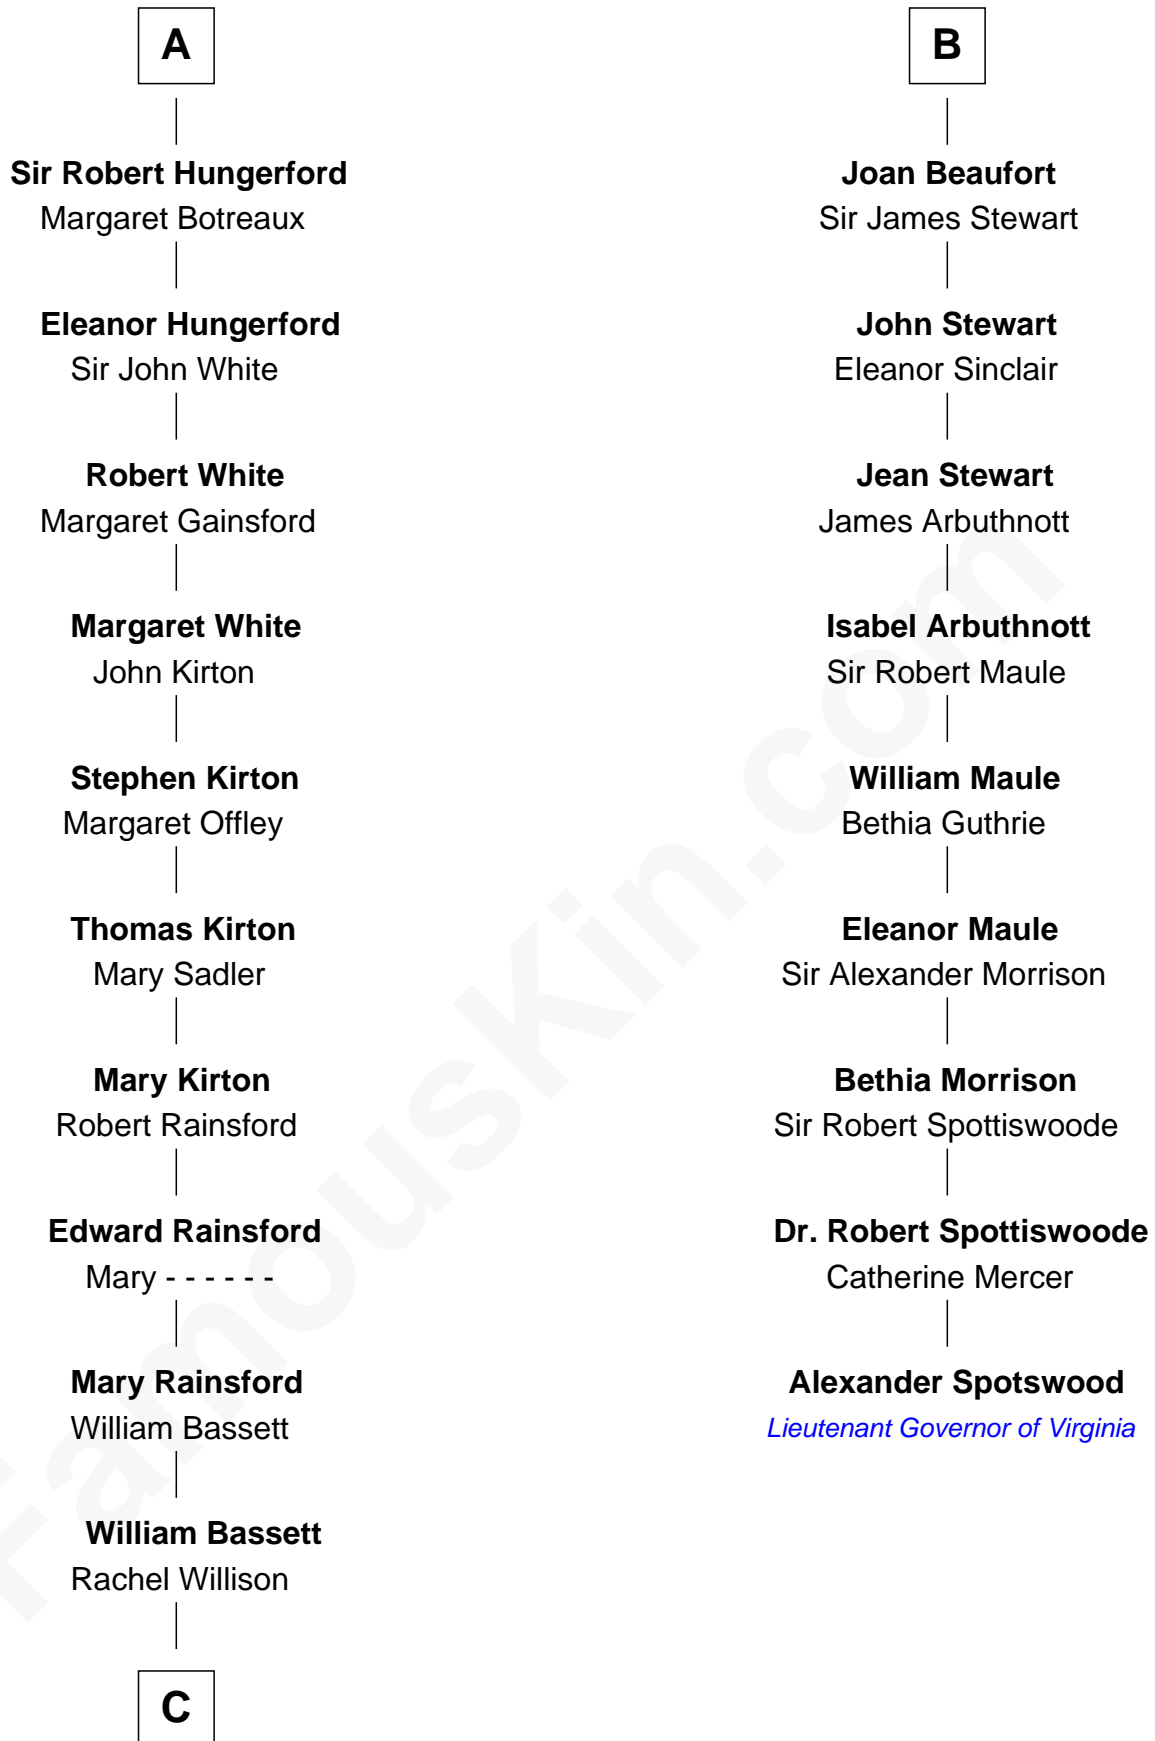 A
Sir Robert Hungerford
Margaret Botreaux
Eleanor Hungerford
Sir John White
Robert White
Margaret Gainsford
Margaret White
John Kirton
Stephen Kirton
Margaret Offley
Thomas Kirton
Mary Sadler
Mary Kirton
Robert Rainsford
Edward Rainsford
Mary - - - - - -
Mary Rainsford
William Bassett
William Bassett
Rachel Willison
C
B
Joan Beaufort
Sir James Stewart
John Stewart
Eleanor Sinclair
Jean Stewart
James Arbuthnott
Isabel Arbuthnott
Sir Robert Maule
William Maule
Bethia Guthrie
Eleanor Maule
Sir Alexander Morrison
Bethia Morrison
Sir Robert Spottiswoode
Dr. Robert Spottiswoode
Catherine Mercer
Alexander Spotswood
Lieutenant Governor of Virginia
FamousKin.com